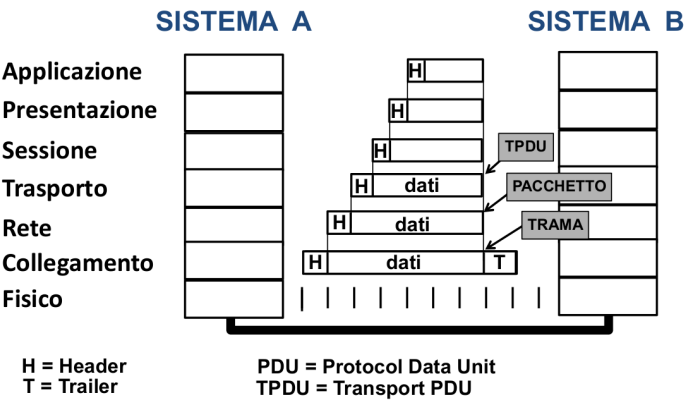 SISTEMA A
SISTEMA B
Applicazione
H
Presentazione
H
Sessione
H
TPDU
Trasporto
H dati
PACCHETTO
Rete
H dati
TRAMA
Collegamento
H dati T
Fisico
H = Header
PDU = Protocol Data Unit
T = Trailer
TPDU = Transport PDU